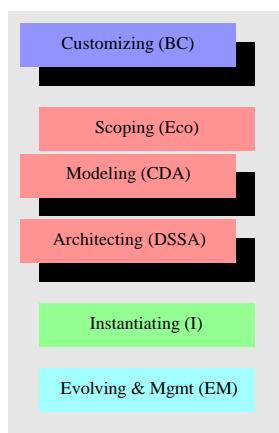 Customizing (BC)
Scoping (Eco)
Modeling (CDA)
Architecting (DSSA)
Instantiating (I)
Evolving & Mgmt (EM)